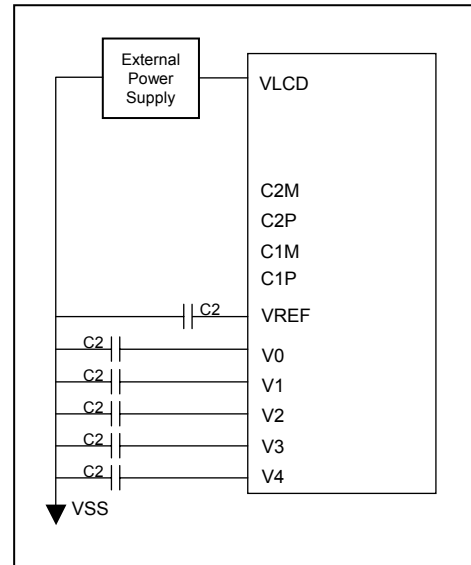 External
Power
Supply
VLCD
C2M
C2P
C1M
C1P
C2 VREF
C2 V0
C2 V1
C2 V2
C2 V3
C2 V4
VSS